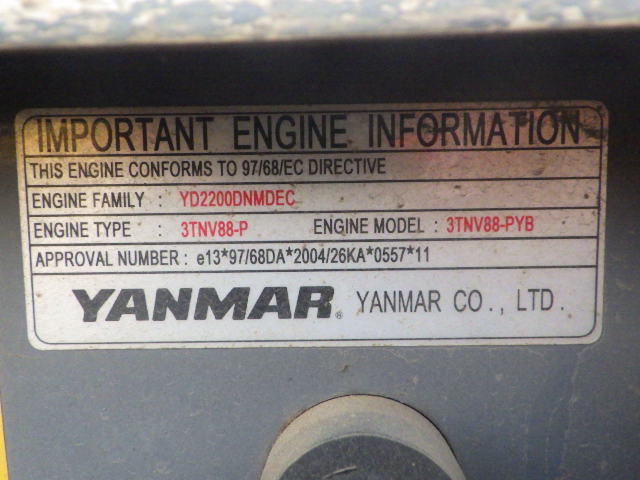 IMPORTANT ENGINE INFORMATION
THIS ENGINE CONFORMS TO 97/68/EC DIRECTIVE
ENGINE FAMILY : YD2200DNMDEC
ENGINE TYPE : 3TNV88-P ENGINE MODEL : 3TNV88-PYB
APPROVAL NUMBER : e13*97/68DA*2004/26KA*0557*11
YANMAR® YANMAR CO., LTD.